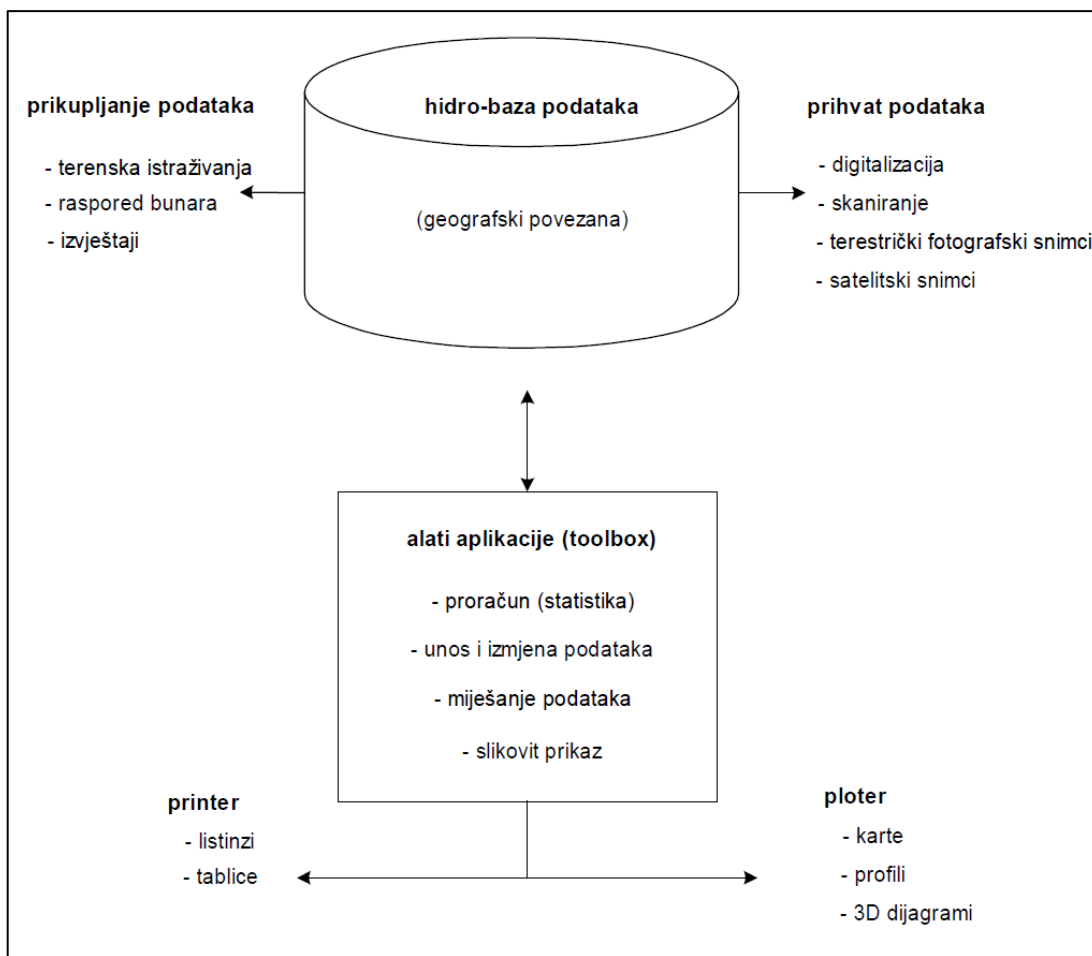 prikupljanje podataka
- terenska istraživanja
- raspored bunara
- izvještaji
hidro-baza podataka
(geografski povezana)
prihvat podataka
- digitalizacija
- skaniranje
- terestrički fotografski snimci
- satelitski snimci
alati aplikacije (toolbox)
- proračun (statistika)
- unos i izmjena podataka
- miješanje podataka
- slikovit prikaz
printer
- listinzi
- tablice
ploter
- karte
- profili
- 3D dijagrami